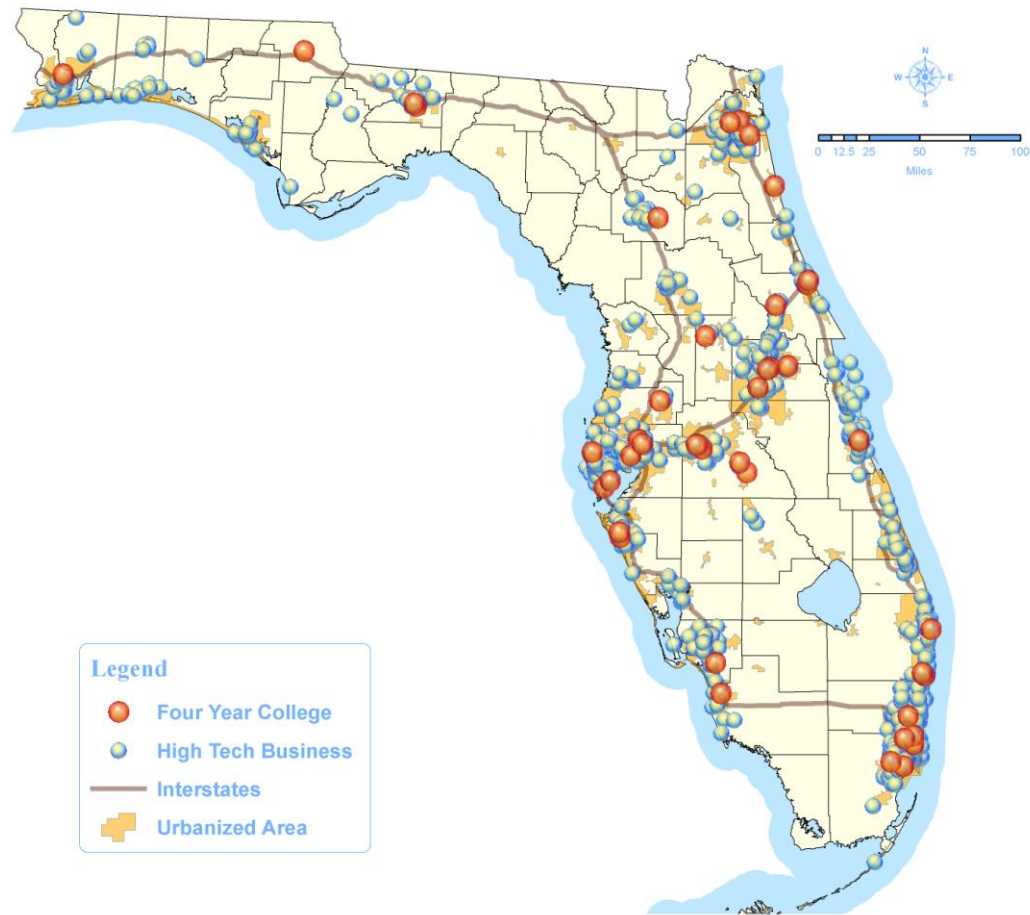 N
W E
S
0 12.5 25 50 75 100
Miles
Legend
Four Year College
High Tech Business
Interstates
Urbanized Area